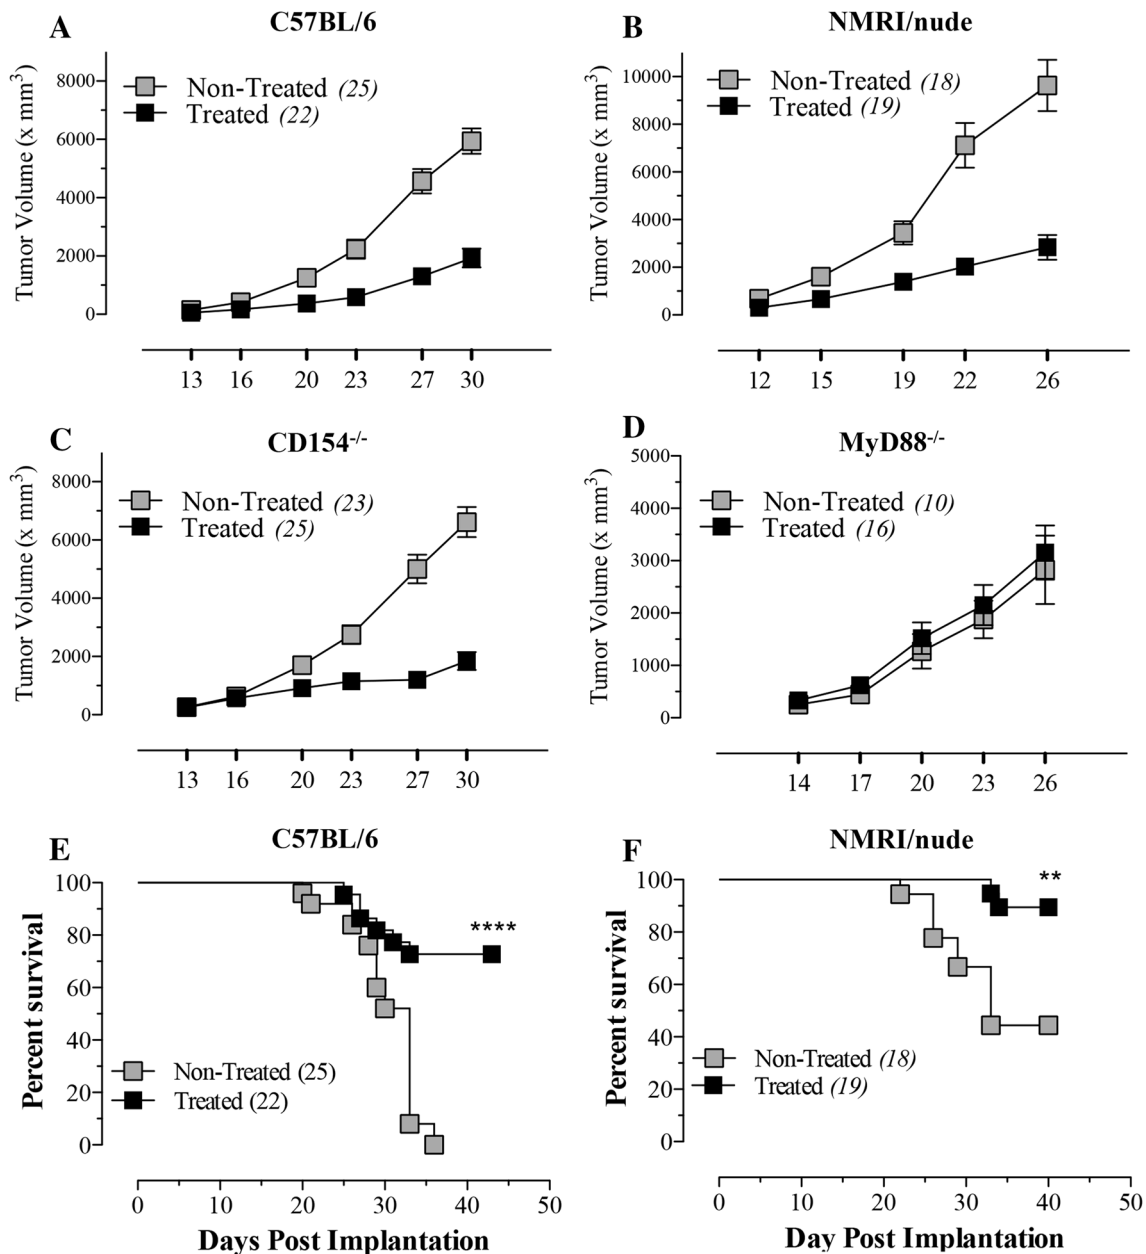 A
C57BL/6
Tumor Volume (x mm³)
8000
6000
4000
2000
0
Non-Treated (25)
Treated (22)
13 16 20 23 27 30
B
NMRI/nude
Tumor Volume (x mm³)
10000
8000
6000
4000
2000
0
Non-Treated (18)
Treated (19)
12 15 19 22 26
C
CD154-/-
Tumor Volume (x mm³)
8000
6000
4000
2000
0
Non-Treated (23)
Treated (25)
13 16 20 23 27 30
D
MyD88-/-
Tumor Volume (x mm³)
5000
4000
3000
2000
1000
0
Non-Treated (10)
Treated (16)
14 17 20 23 26
E
C57BL/6
Percent survival
100
80
60
40
20
0
****
Non-Treated (25)
Treated (22)
0 10 20 30 40 50
Days Post Implantation
F
NMRI/nude
Percent survival
100
80
60
40
20
0
**
Non-Treated (18)
Treated (19)
0 10 20 30 40 50
Day Post Implantation